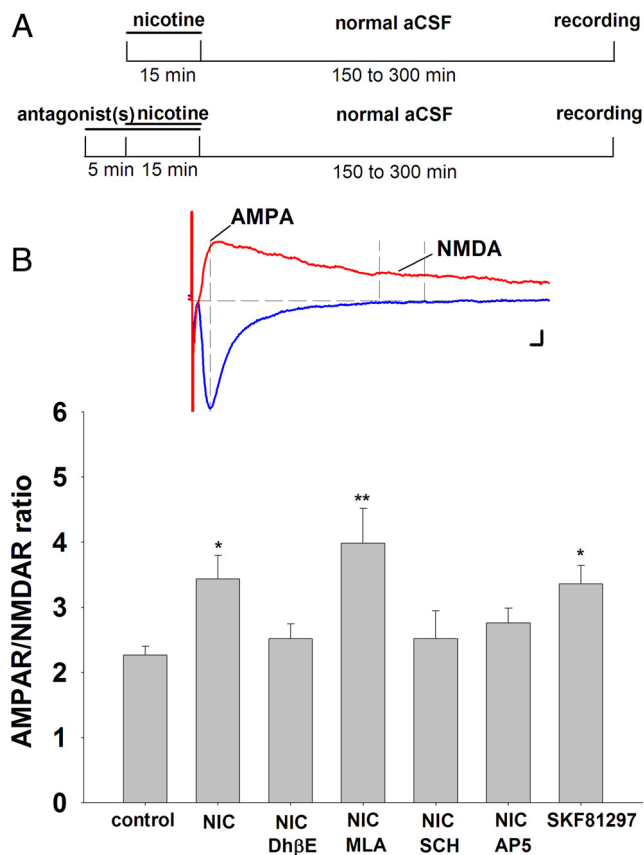 A
nicotine normal aCSF recording
15 min 150 to 300 min
antagonist(s) nicotine normal aCSF recording
5 min 15 min 150 to 300 min
B
AMPA
NMDA
AMPAR/NMDAR ratio
6
5
4
3
2
1
0
* ** *
control NIC NIC NIC NIC NIC SKF81297
DhβE MLA SCH AP5